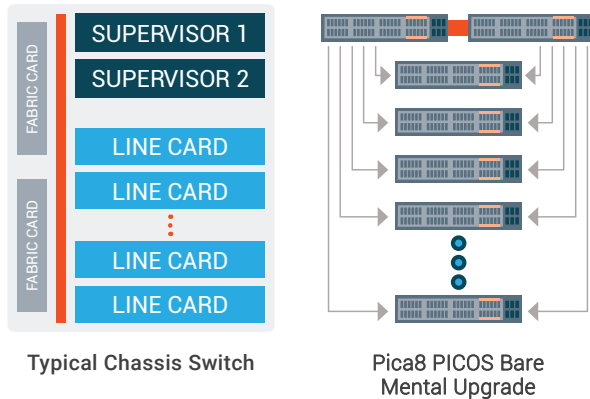 FABRIC CARD
FABRIC CARD
SUPERVISOR 1
SUPERVISOR 2
LINE CARD
LINE CARD
LINE CARD
LINE CARD
Typical Chassis Switch
Pica8 PICOS Bare
Mental Upgrade